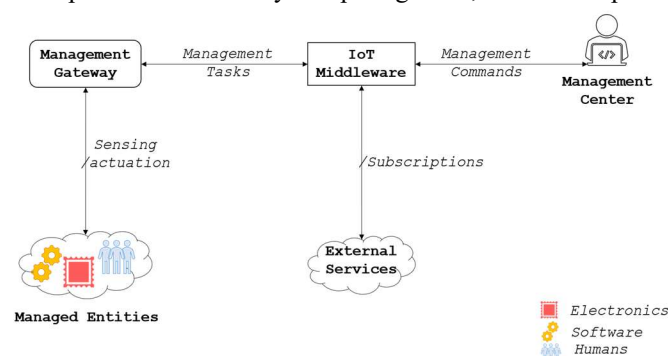 Management
Gateway
Management
Tasks
IoT
Middleware
Management
Commands
</>
Management
Center
Sensing
/actuation
/Subscriptions
External
Services
Managed Entities
Electronics
Software
Humans